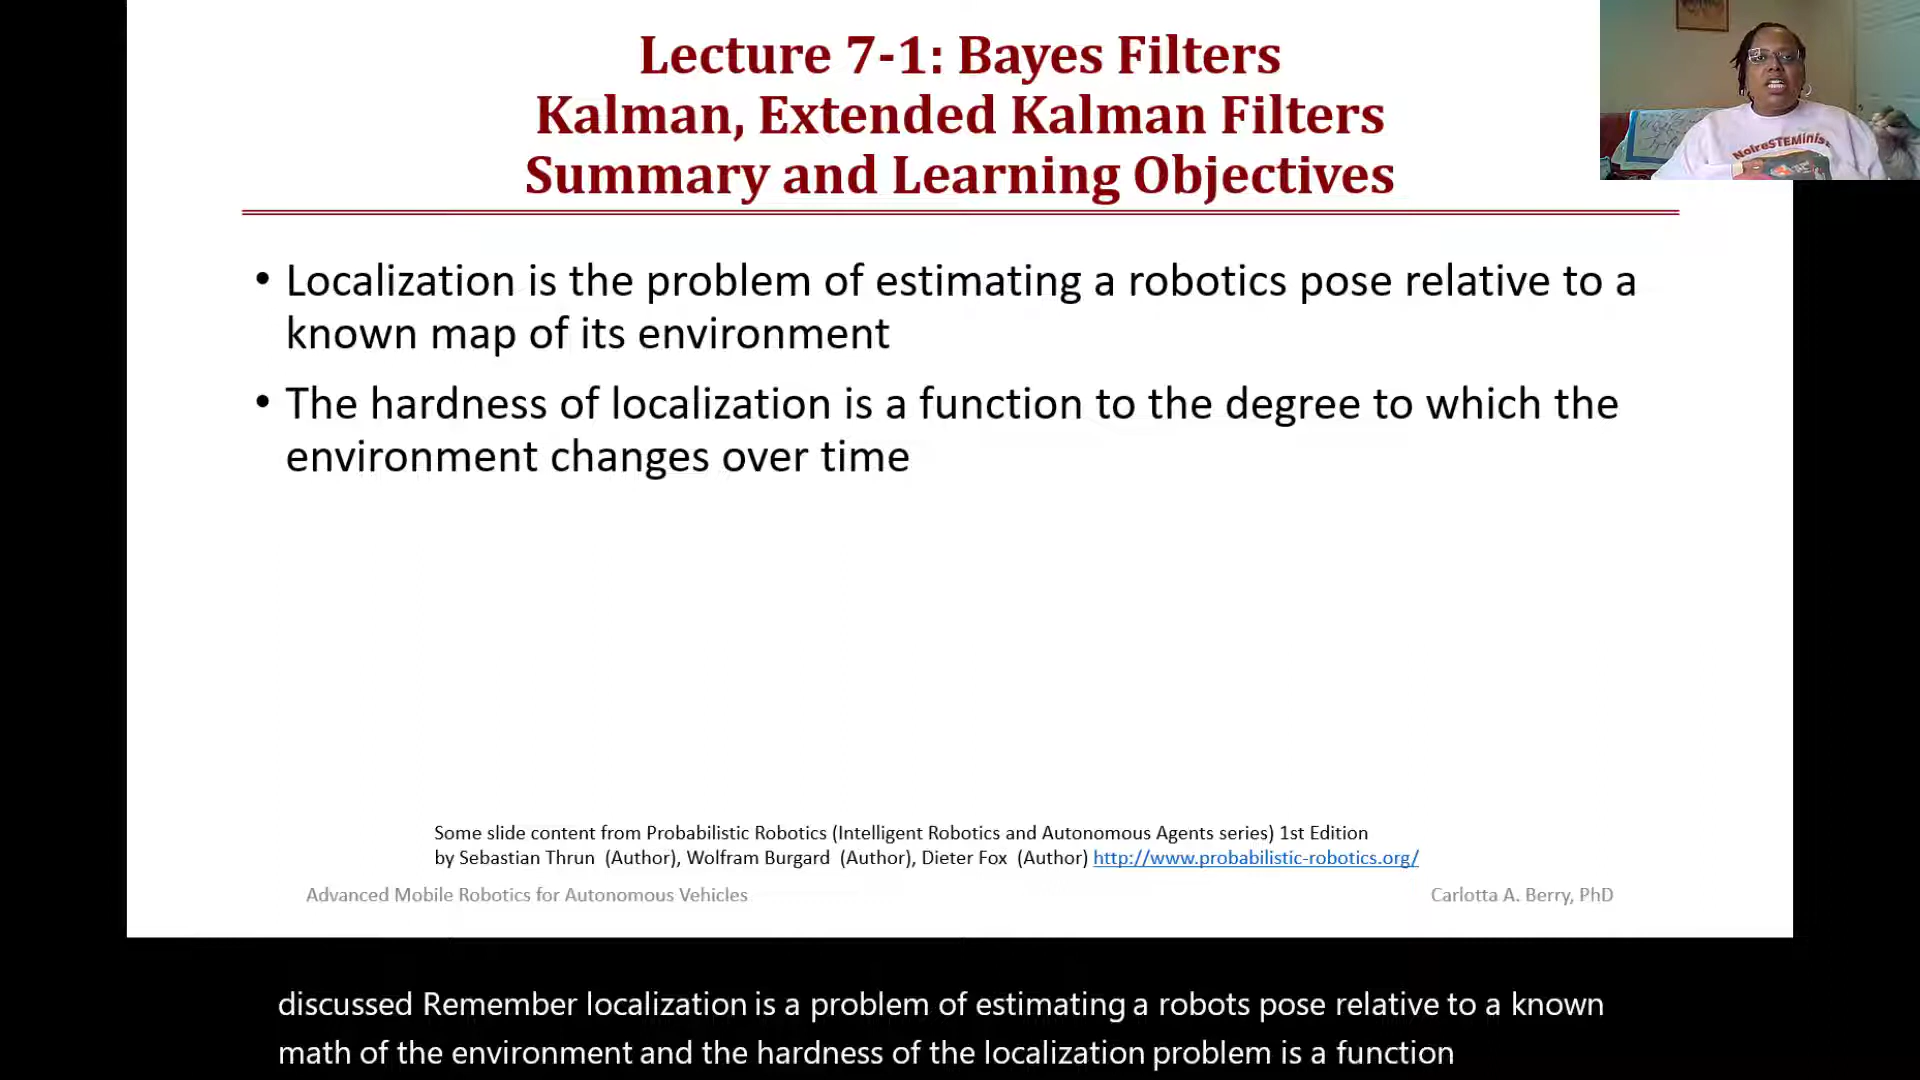 Lecture 7-1: Bayes Filters
Kalman, Extended Kalman Filters
Summary and Learning Objectives
• Localization is the problem of estimating a robotics pose relative to a
known map of its environment
• The hardness of localization is a function to the degree to which the
environment changes over time
Some slide content from Probabilistic Robotics (Intelligent Robotics and Autonomous Agents series) 1st Edition
by Sebastian Thrun (Author), Wolfram Burgard (Author), Dieter Fox (Author) http://www.probabilistic-robotics.org/
Advanced Mobile Robotics for Autonomous Vehicles
Carlotta A. Berry, PhD
discussed Remember localization is a problem of estimating a robots pose relative to a known
math of the environment and the hardness of the localization problem is a function